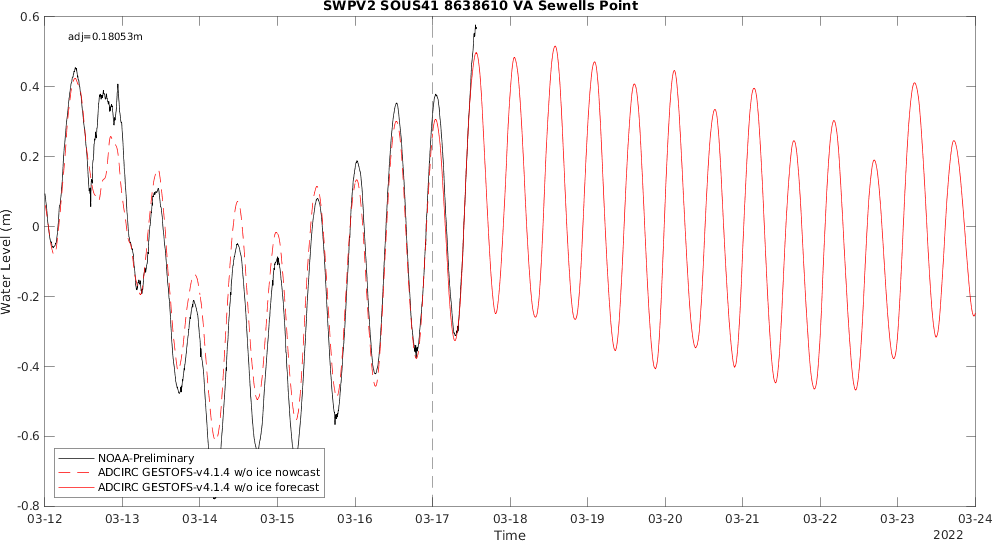 SWPV2 SOUS41 8638610 VA Sewells Point
adj=0.18053m
0.6
0.4
0.2
0
-0.2
-0.4
-0.6
-0.8
Water Level (m)
NOAA-Preliminary
ADCIRC GESTOFS-v4.1.4 w/o ice nowcast
ADCIRC GESTOFS-v4.1.4 w/o ice forecast
03-12 03-13 03-14 03-15 03-16 03-17 03-18 03-19 03-20 03-21 03-22 03-23 03-24
Time
2022